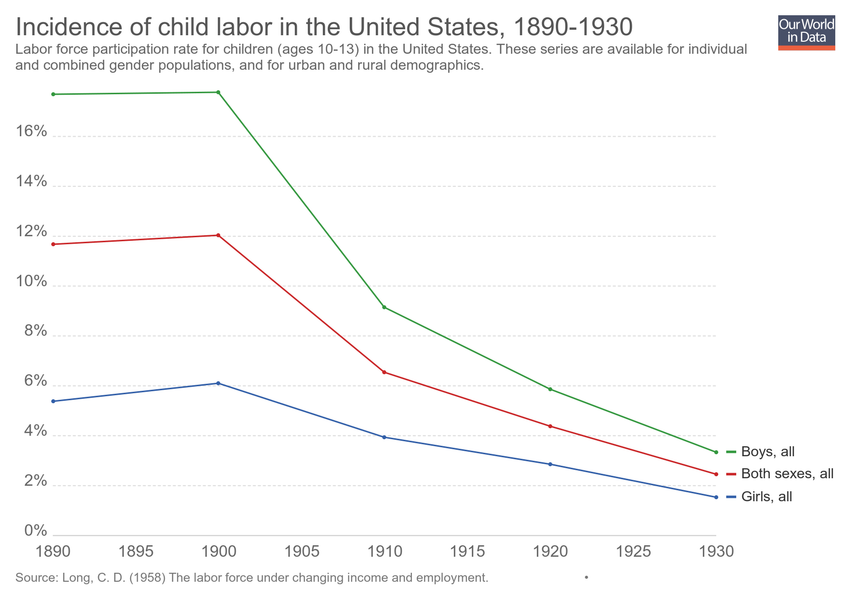 Incidence of child labor in the United States, 1890-1930
Our World
in Data
Labor force participation rate for children (ages 10-13) in the United States. These series are available for individual
and combined gender populations, and for urban and rural demographics.
16%
14%
12%
10%
8%
6%
4%
2%
0%
Boys, all
Both sexes, all
Girls, all
1890 1895 1900 1905 1910 1915 1920 1925 1930
Source: Long, C. D. (1958) The labor force under changing income and employment.